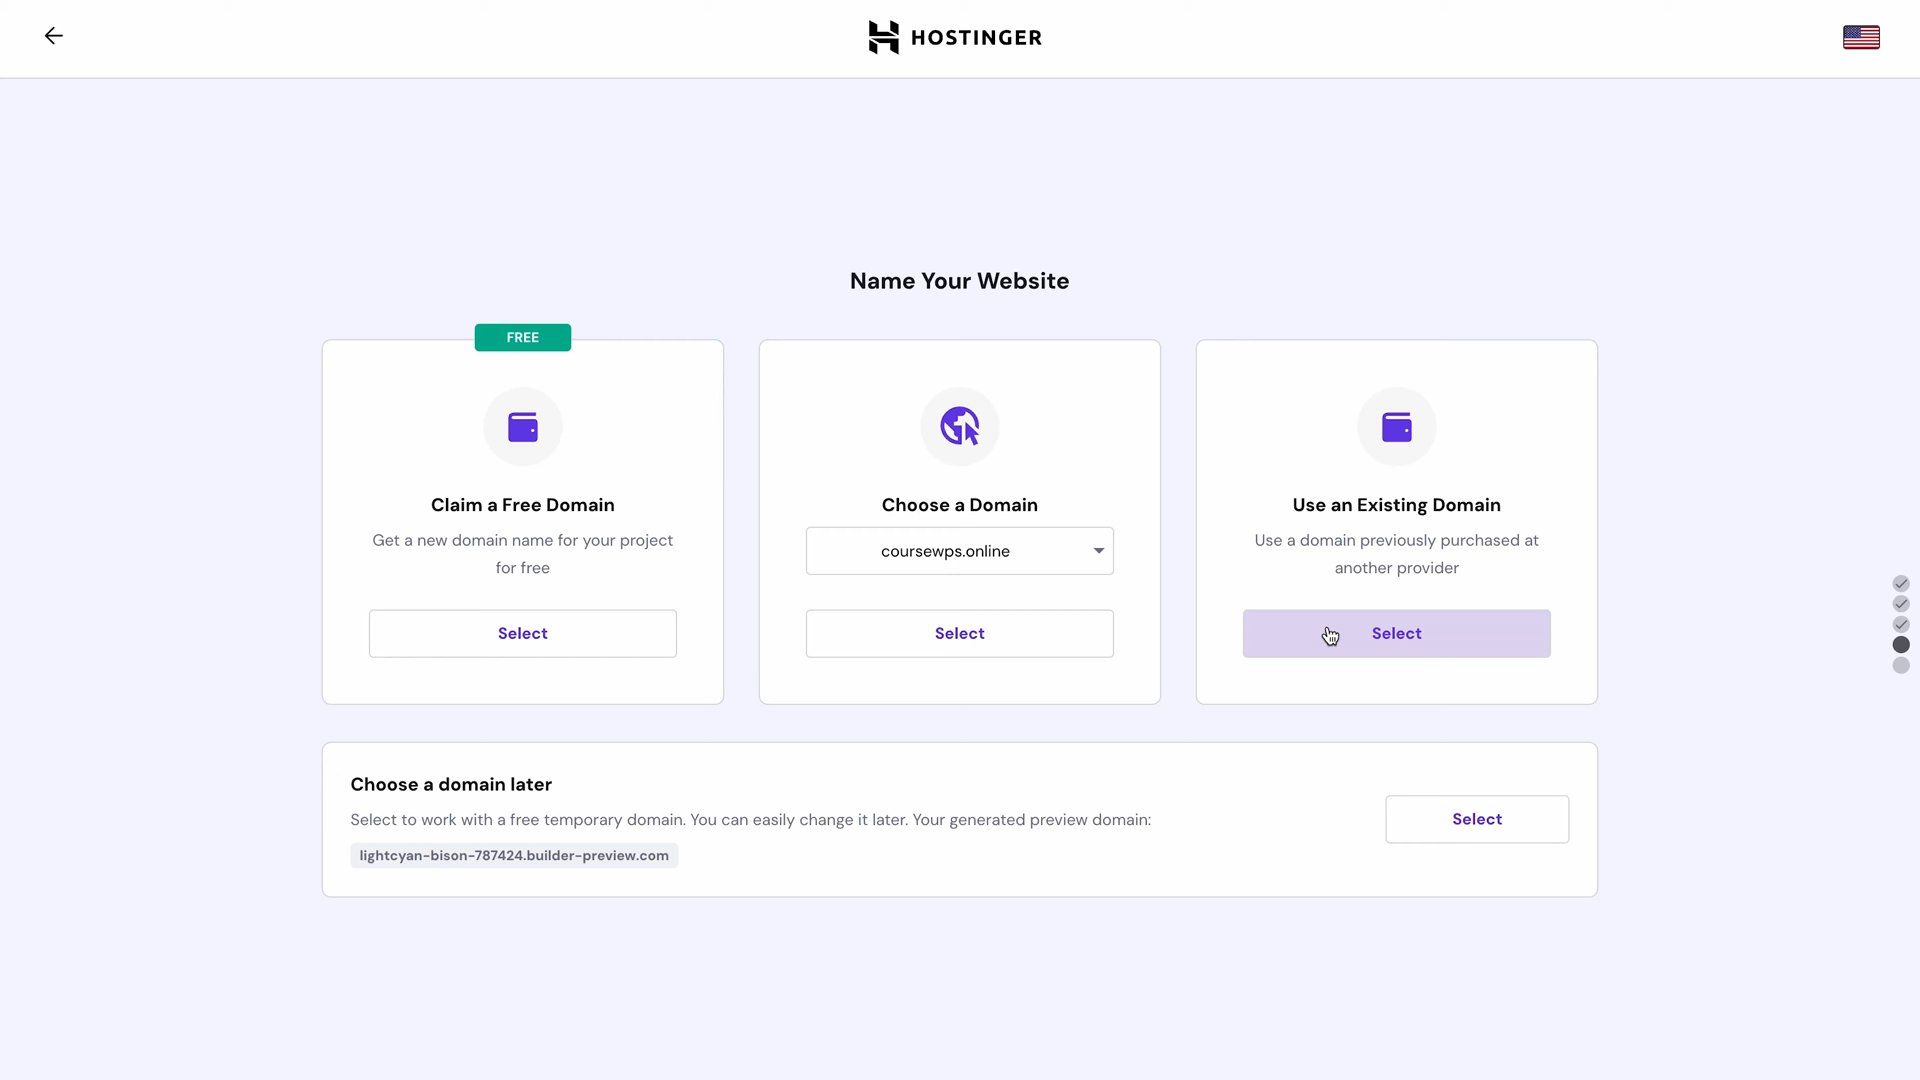 HOSTINGER
Name Your Website
FREE
Claim a Free Domain
Get a new domain name for your project
for free
Select
Choose a Domain
coursewps.online
Select
Use an Existing Domain
Use a domain previously purchased at
another provider
Select
Choose a domain later
Select to work with a free temporary domain. You can easily change it later. Your generated preview domain:
lightcyan-bison-787424.builder-preview.com
Select